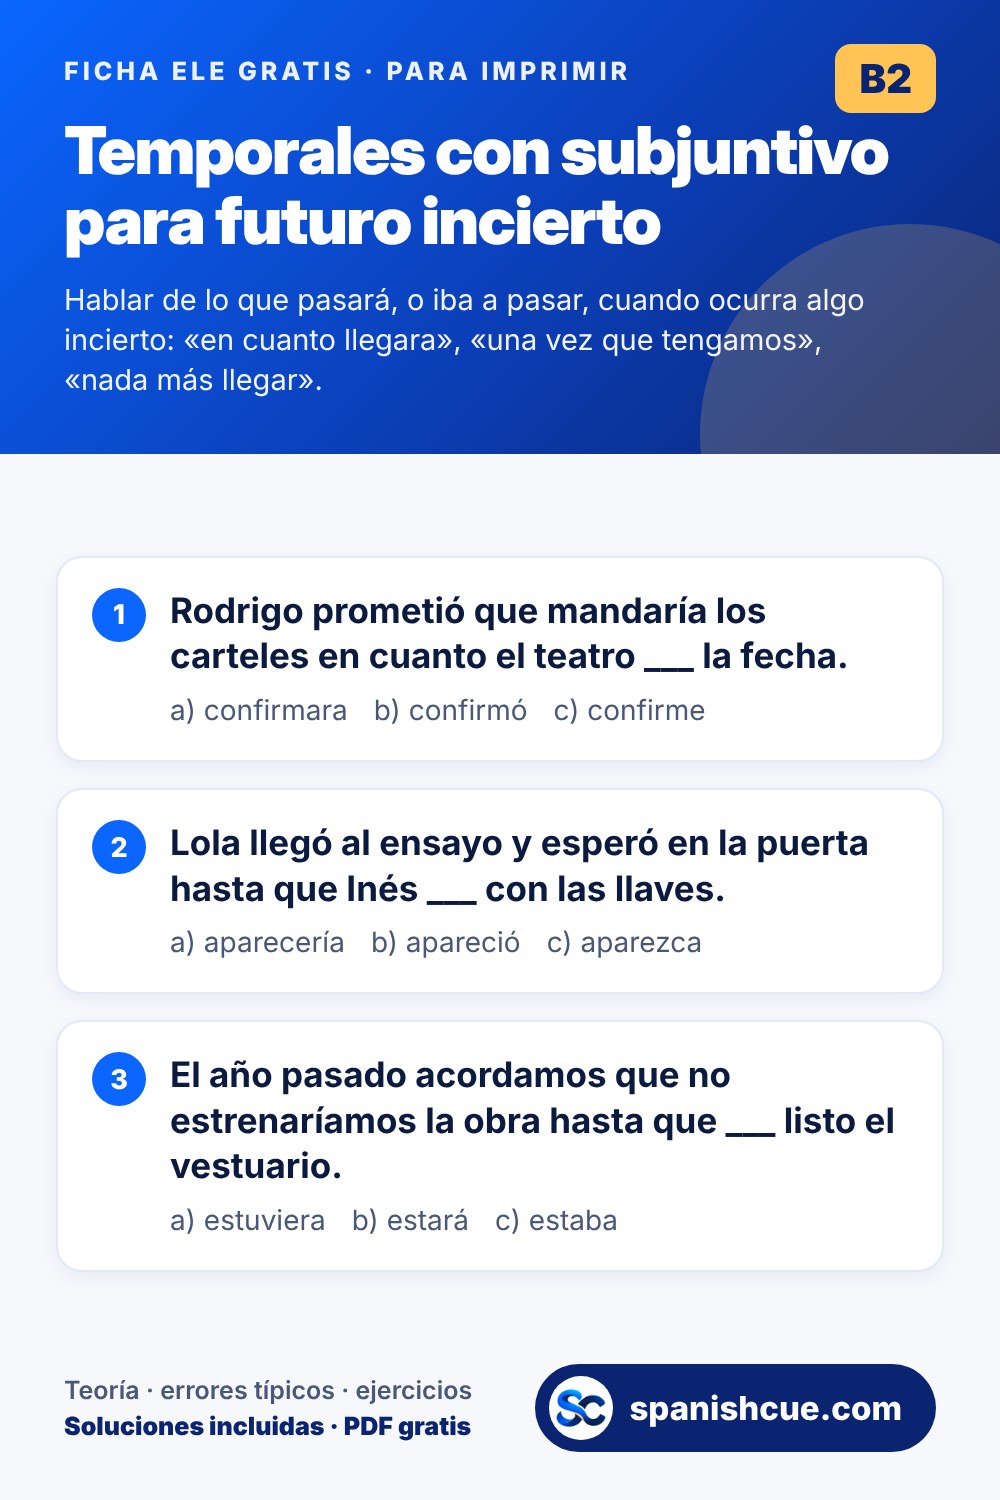 FICHA ELE GRATIS · PARA IMPRIMIR
B2
Temporales con subjuntivo
para futuro incierto
Hablar de lo que pasará, o iba a pasar, cuando ocurra algo
incierto: «en cuanto llegara», «una vez que tengamos»,
«nada más llegar».
1
Rodrigo prometió que mandaría los
carteles en cuanto el teatro ___ la fecha.
a) confirmara b) confirmó c) confirme
2
Lola llegó al ensayo y esperó en la puerta
hasta que Inés ___ con las llaves.
a) aparecería b) apareció c) aparezca
3
El año pasado acordamos que no
estrenaríamos la obra hasta que ___ listo el
vestuario.
a) estuviera b) estará c) estaba
Teoría · errores típicos · ejercicios
Soluciones incluidas · PDF gratis
SC spanishcue.com